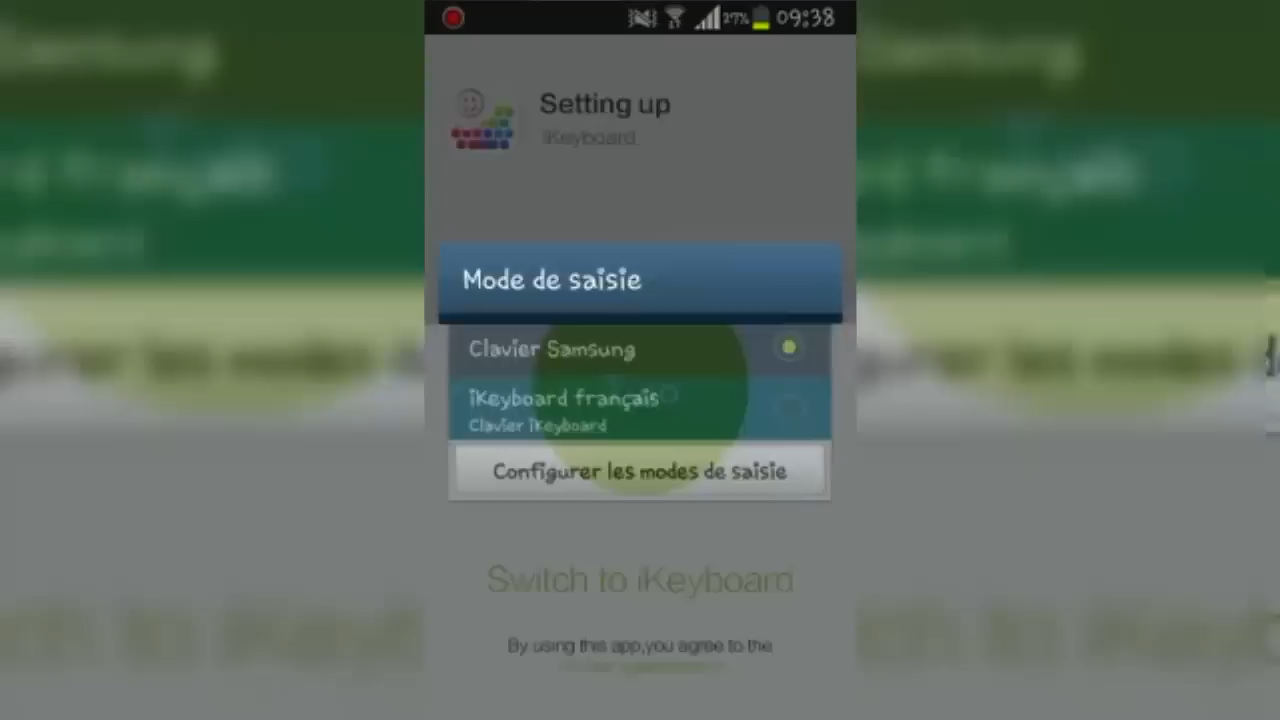 27% 09:38
Setting up
iKeyboard
Mode de saisie
Clavier Samsung
iKeyboard français
Clavier iKeyboard
Configurer les modes de saisie
Switch to iKeyboard
By using this app,you agree to the